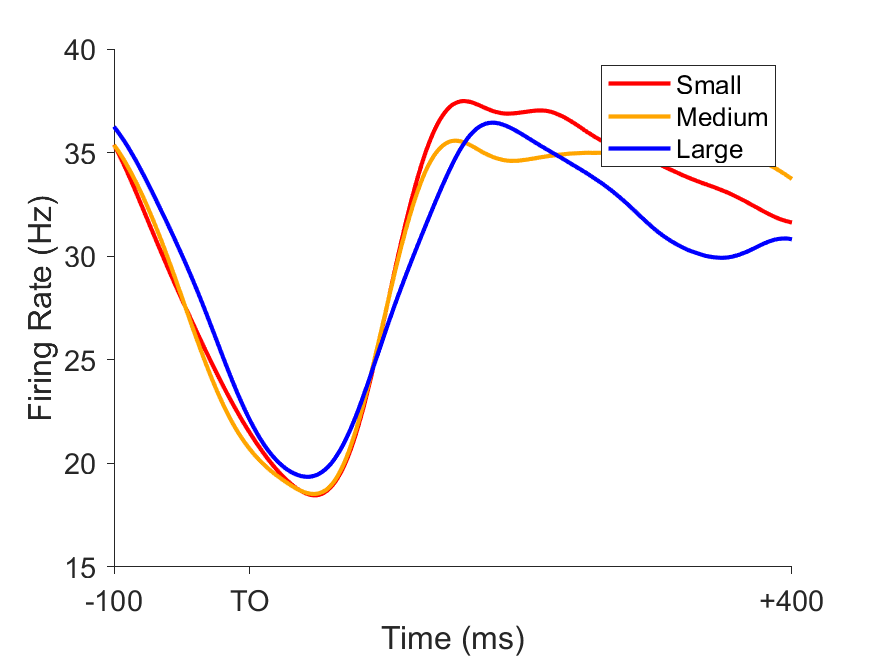 40
35
30
25
20
15
Firing Rate (Hz)
Small
Medium
Large
-100
TO
+400
Time (ms)